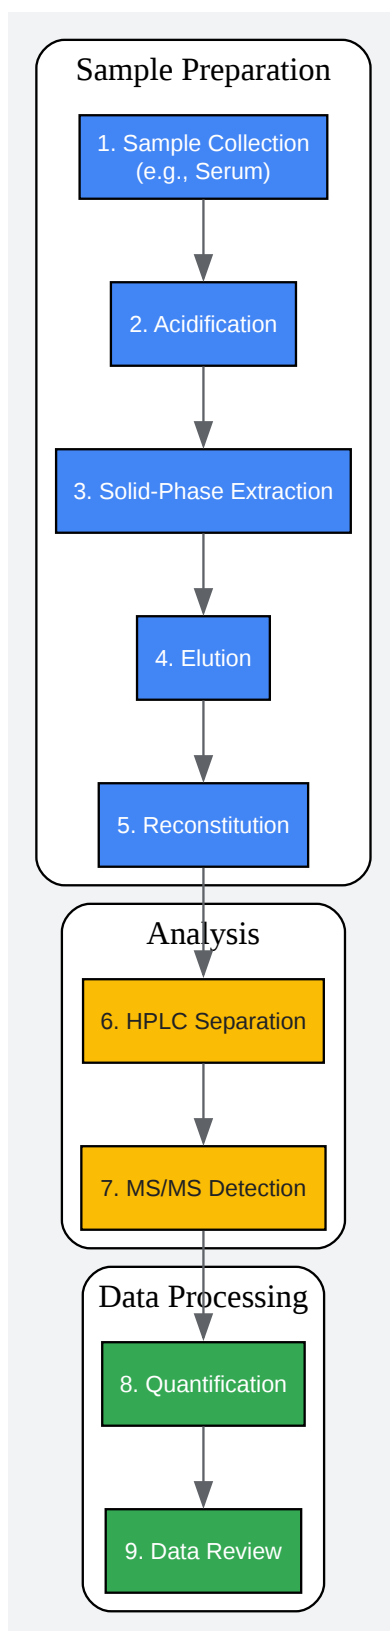 Sample Preparation
1. Sample Collection
(e.g., Serum)
2. Acidification
3. Solid-Phase Extraction
4. Elution
5. Reconstitution
Analysis
6. HPLC Separation
7. MS/MS Detection
Data Processing
8. Quantification
9. Data Review